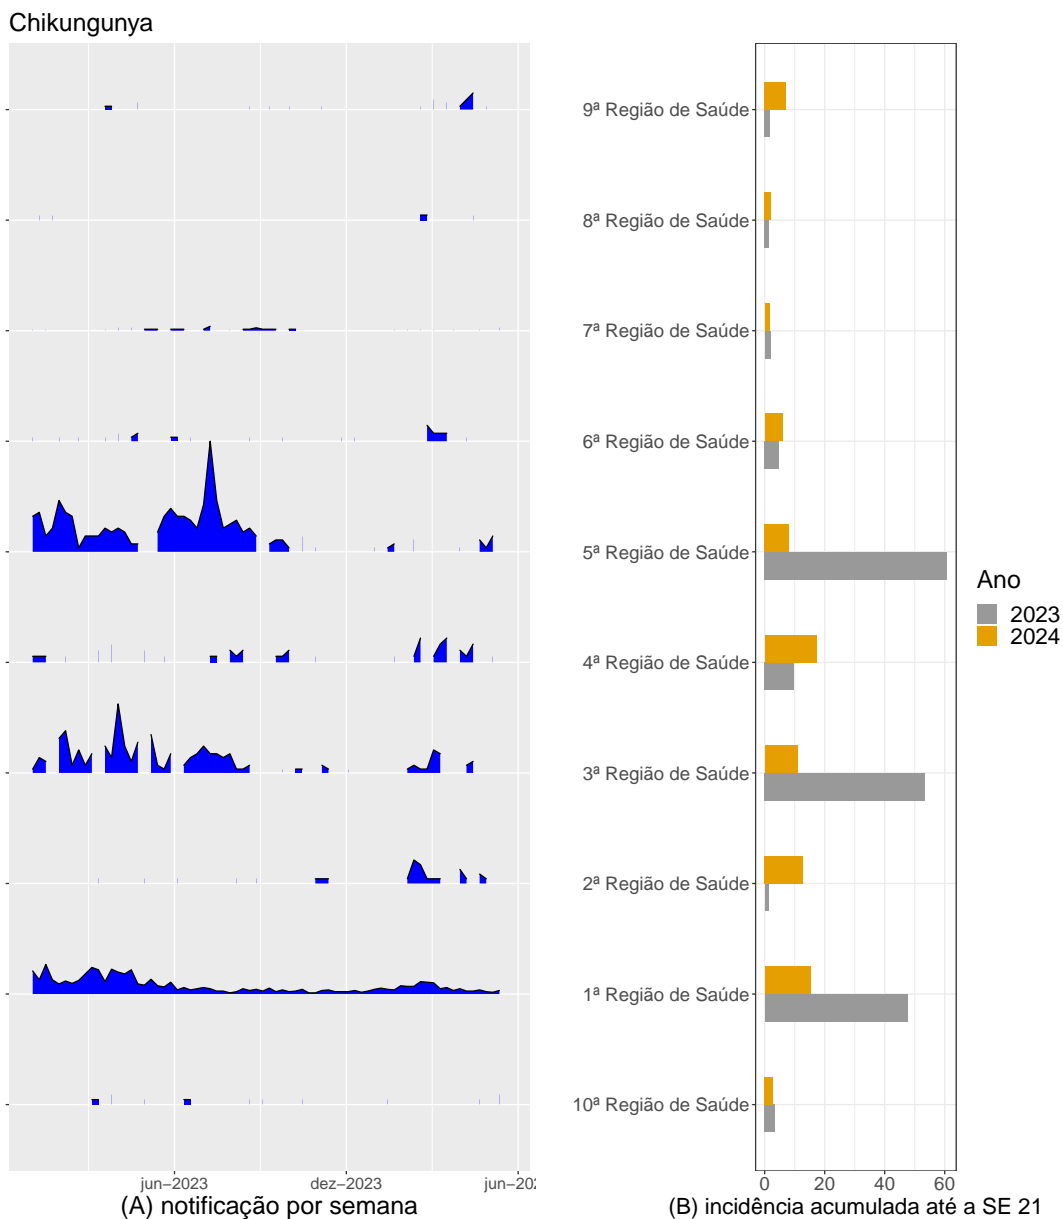 Chikungunya
9ª Região de Saúde
8ª Região de Saúde
7ª Região de Saúde
6ª Região de Saúde
5ª Região de Saúde
4ª Região de Saúde
3ª Região de Saúde
2ª Região de Saúde
1ª Região de Saúde
10ª Região de Saúde
Ano
2023
2024
jun−2023
dez−2023
jun−202
0
20
40
60
(A) notificação por semana
(B) incidência acumulada até a SE 21